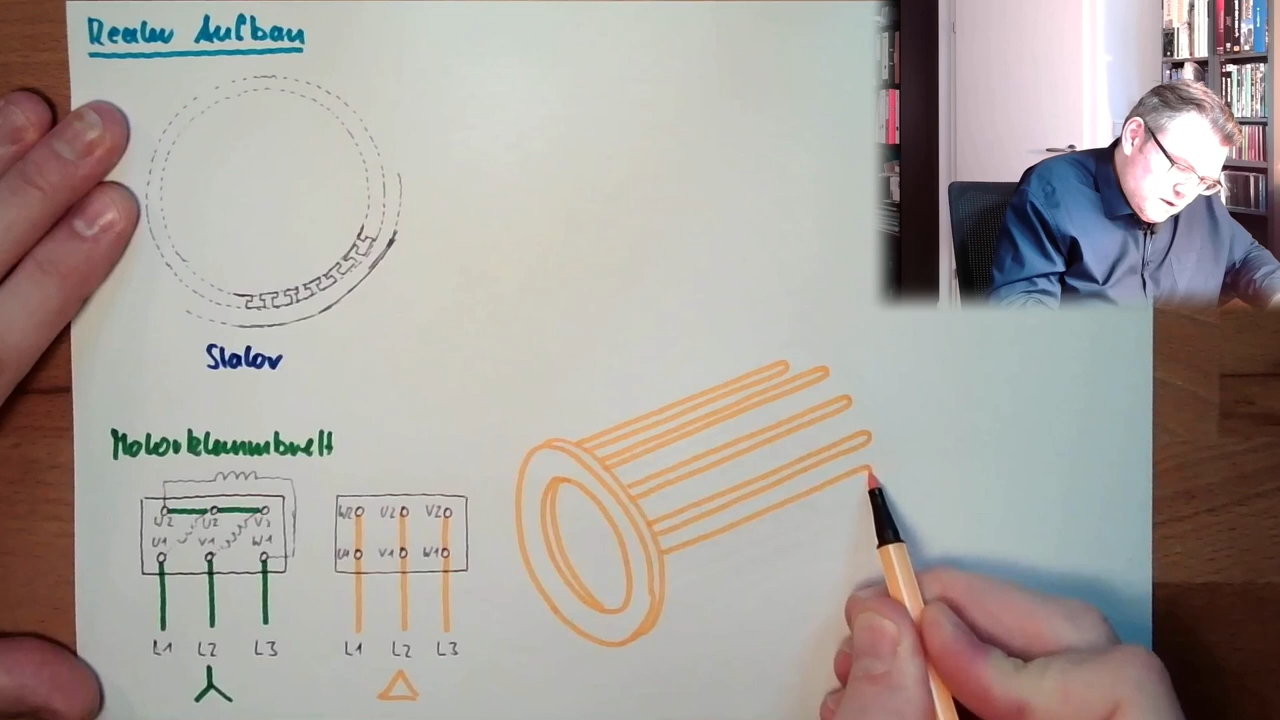 Realer Aufbau
Stator
Motorklemmbrett
W2 U2 V2
U1 V1 W1
L1 L2 L3
W2 U2 V2
U1 V1 W1
L1 L2 L3